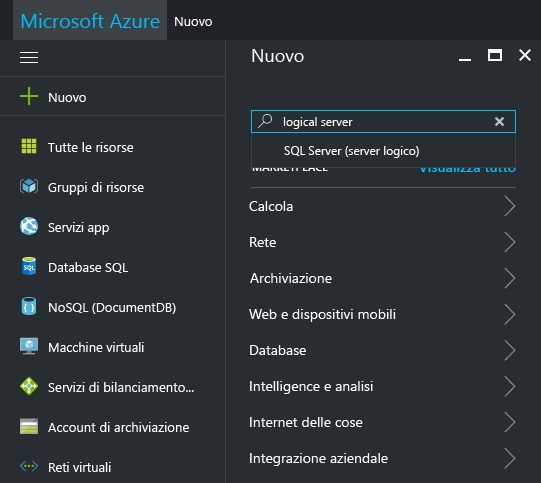 Microsoft Azure Nuovo
Nuovo
Tutte le risorse
Gruppi di risorse
Servizi app
Database SQL
NoSQL (DocumentDB)
Macchine virtuali
Servizi di bilanciamento...
Account di archiviazione
Reti virtuali
Nuovo
logical server
SQL Server (server logico)
MARKETPLACE Visualizza tutto
Calcola
Rete
Archiviazione
Web e dispositivi mobili
Database
Intelligence e analisi
Internet delle cose
Integrazione aziendale